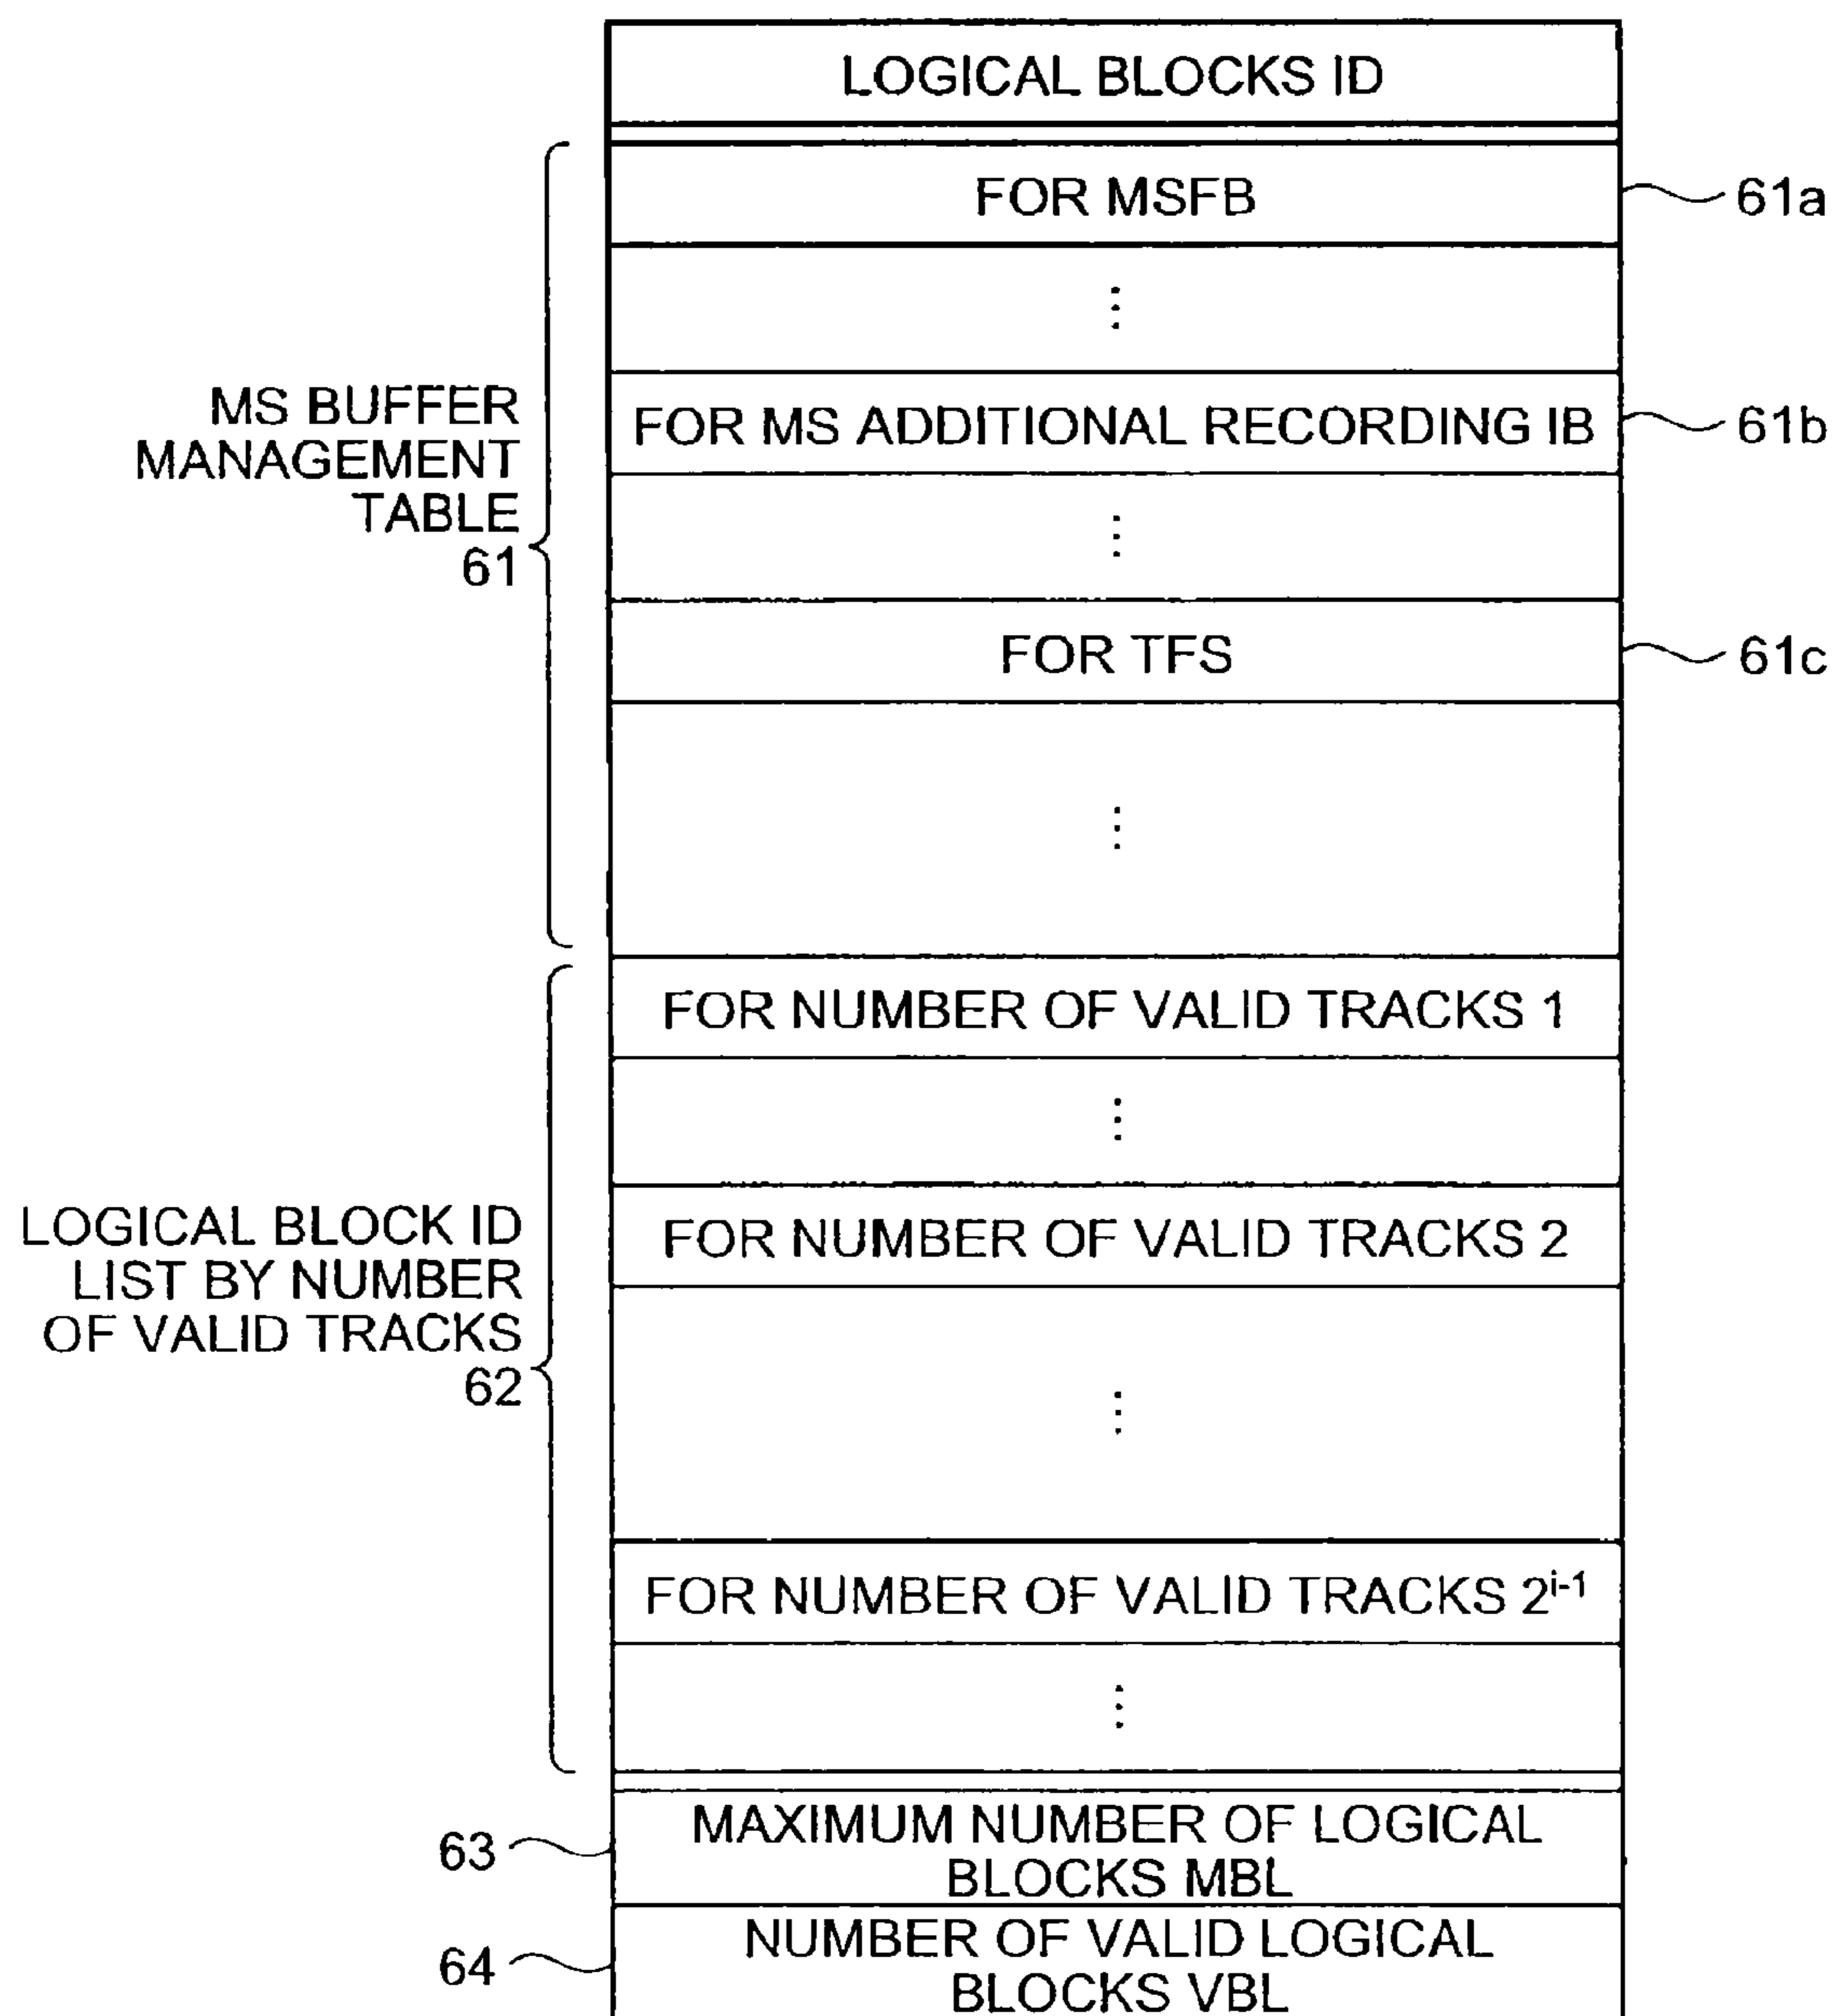 LOGICAL BLOCKS ID
FOR MSFB
61a
⋮
MS BUFFER
MANAGEMENT
TABLE
61
FOR MS ADDITIONAL RECORDING IB
61b
⋮
FOR TFS
61c
⋮
FOR NUMBER OF VALID TRACKS 1
⋮
LOGICAL BLOCK ID
LIST BY NUMBER
OF VALID TRACKS
62
FOR NUMBER OF VALID TRACKS 2
⋮
FOR NUMBER OF VALID TRACKS 2^i-1
⋮
63
MAXIMUM NUMBER OF LOGICAL
BLOCKS MBL
64
NUMBER OF VALID LOGICAL
BLOCKS VBL